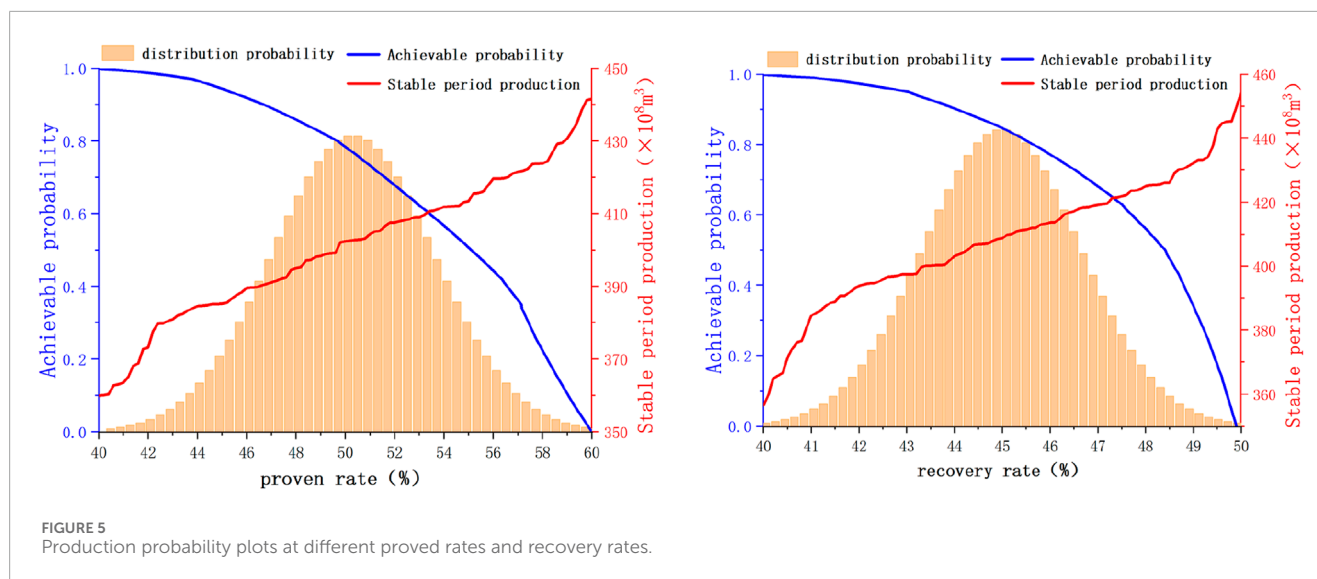 distribution probability
Achievable probability
Stable period production
Achievable probability
1.0
0.8
0.6
0.4
0.2
0.0
450
430
410
390
370
350
Stable period production (×10⁸m³)
40 42 44 46 48 50 52 54 56 58 60
proven rate (%)
distribution probability
Achievable probability
Stable period production
Achievable probability
1.0
0.8
0.6
0.4
0.2
0.0
460
440
420
400
380
360
Stable period production (×10⁸m³)
40 41 42 43 44 45 46 47 48 49 50
recovery rate (%)
FIGURE 5
Production probability plots at different proved rates and recovery rates.